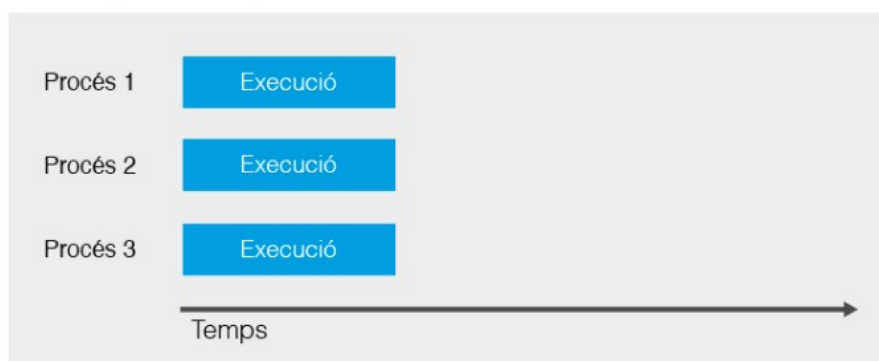 Procés 1 Execució
Procés 2 Execució
Procés 3 Execució
Temps